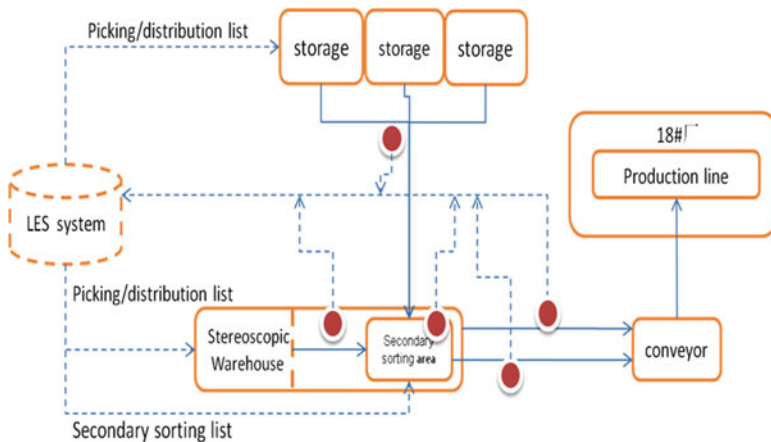 Picking/distribution list
storage
storage
storage
18#厂
Production line
LES system
Picking/distribution list
Stereoscopic
Warehouse
Secondary
sorting area
conveyor
Secondary sorting list